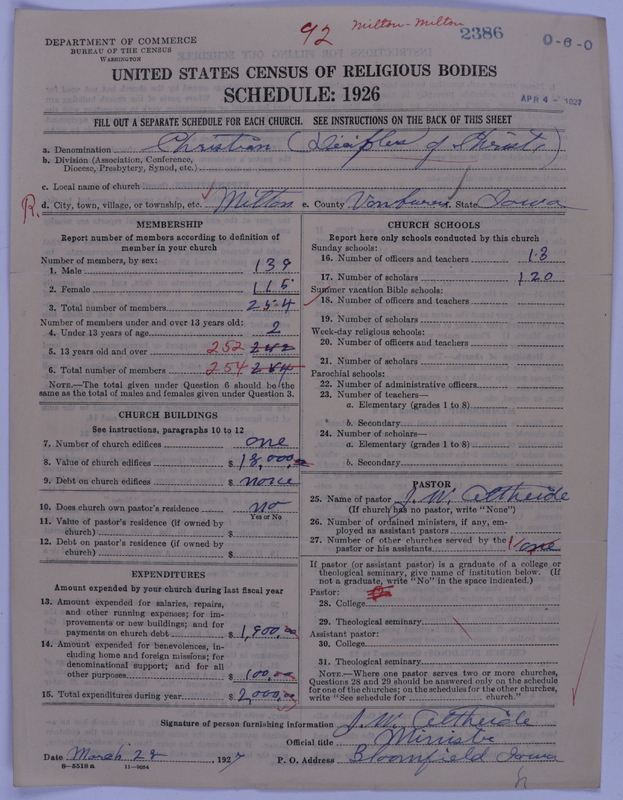 92 Milton-Milton 2386 0-6-0
DEPARTMENT OF COMMERCE
BUREAU OF THE CENSUS
WASHINGTON
UNITED STATES CENSUS OF RELIGIOUS BODIES
SCHEDULE: 1926
APR 4 - 1927
FILL OUT A SEPARATE SCHEDULE FOR EACH CHURCH. SEE INSTRUCTIONS ON THE BACK OF THIS SHEET
a. Denomination Christian (Disciples of Christ)
b. Division (Association, Conference,
Diocese, Presbytery, Synod, etc.)
c. Local name of church
R. d. City, town, village, or township, etc. Milton e. County Vanburen State Iowa
MEMBERSHIP
Report number of members according to definition of
member in your church
Number of members, by sex:
1. Male 139
2. Female 115
3. Total number of members 254
Number of members under and over 13 years old:
4. Under 13 years of age 2
5. 13 years old and over 252
6. Total number of members 254
NOTE.—The total given under Question 6 should be the
same as the total of males and females given under Question 3.
CHURCH BUILDINGS
See instructions, paragraphs 10 to 12
7. Number of church edifices one
8. Value of church edifices $ 18,000,00
9. Debt on church edifices $ none
10. Does church own pastor's residence no
Yes or No
11. Value of pastor's residence (if owned by
church) $
12. Debt on pastor's residence (if owned by
church) $
EXPENDITURES
Amount expended by your church during last fiscal year
13. Amount expended for salaries, repairs,
and other running expenses; for im-
provements or new buildings; and for
payments on church debt $ 1,900,00
14. Amount expended for benevolences, in-
cluding home and foreign missions; for
denominational support; and for all
other purposes $ 100,00
15. Total expenditures during year $ 2,000,00
CHURCH SCHOOLS
Report here only schools conducted by this church
Sunday schools:
16. Number of officers and teachers 13
17. Number of scholars 120
Summer vacation Bible schools:
18. Number of officers and teachers
19. Number of scholars
Week-day religious schools:
20. Number of officers and teachers
21. Number of scholars
Parochial schools:
22. Number of administrative officers
23. Number of teachers—
a. Elementary (grades 1 to 8)
b. Secondary
24. Number of scholars—
a. Elementary (grades 1 to 8)
b. Secondary
PASTOR
25. Name of pastor J. W. Altheide
(If church has no pastor, write "None")
26. Number of ordained ministers, if any, em-
ployed as assistant pastors
27. Number of other churches served by the
pastor or his assistants 1 one
If pastor (or assistant pastor) is a graduate of a college or
theological seminary, give name of institution below. (If
not a graduate, write "No" in the space indicated.)
Pastor:
28. College
29. Theological seminary
Assistant pastor:
30. College
31. Theological seminary
NOTE.—Where one pastor serves two or more churches,
Questions 28 and 29 should be answered only on the schedule
for one of the churches; on the schedules for the other churches,
write "See schedule for church."
Signature of person furnishing information J. W. Altheide
Official title Ministe
Date March 28, 1927 P. O. Address Bloomfield Iowa
8—5518 a 11—9054